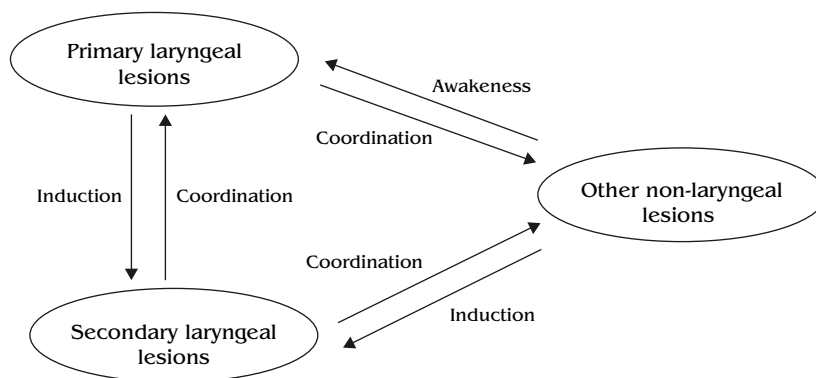 Primary laryngeal
lesions
Awakeness
Coordination
Induction
Coordination
Other non-laryngeal
lesions
Coordination
Induction
Secondary laryngeal
lesions